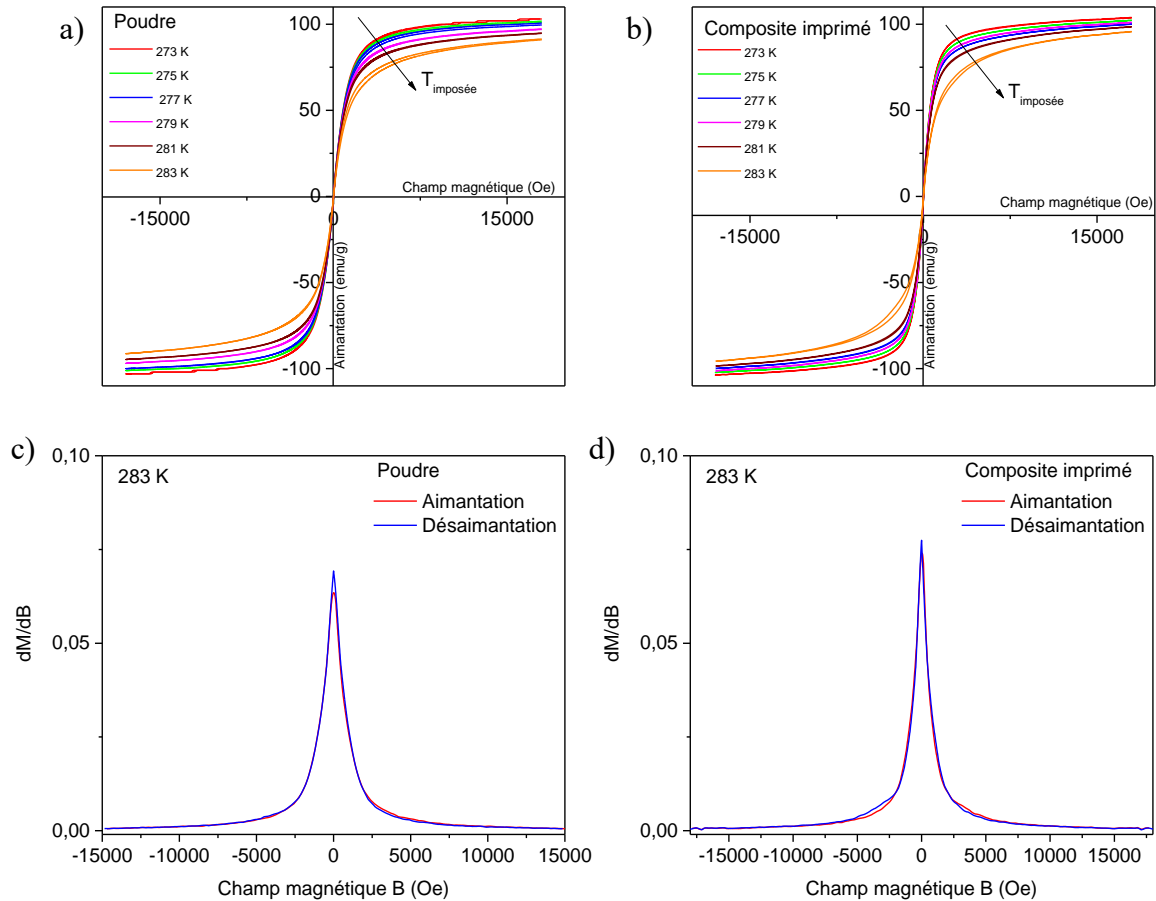 a)
Poudre
273 K
275 K
277 K
279 K
281 K
283 K
100
50
0
-50
-100
T imposée
Champ magnétique (Oe)
-15000
0
15000
Aimantation (emu/g)
b)
Composite imprimé
273 K
275 K
277 K
279 K
281 K
283 K
100
50
0
-50
-100
T imposée
Champ magnétique (Oe)
-15000
0
15000
Aimantation (emu/g)
c)
0,10
0,05
0,00
dM/dB
283 K
Poudre
Aimantation
Désaimantation
-15000 -10000 -5000 0 5000 10000 15000
Champ magnétique B (Oe)
d)
0,10
0,05
0,00
dM/dB
283 K
Composite imprimé
Aimantation
Désaimantation
-15000 -10000 -5000 0 5000 10000 15000
Champ magnétique B (Oe)